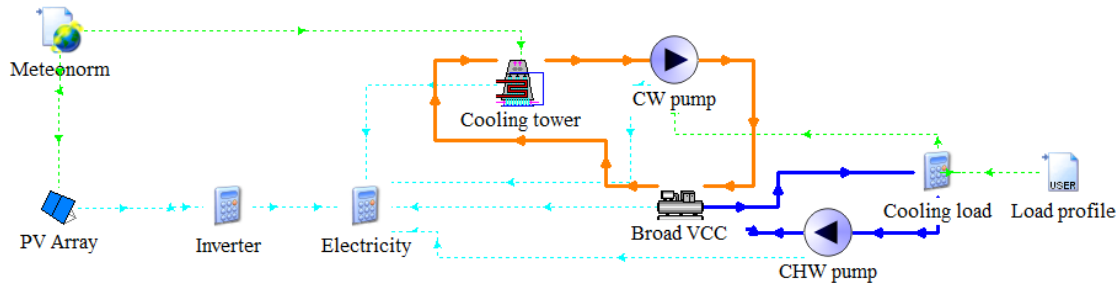 Meteonorm
Cooling tower
CW pump
PV Array
Inverter
Electricity
Broad VCC
CHW pump
Cooling load
USER
Load profile